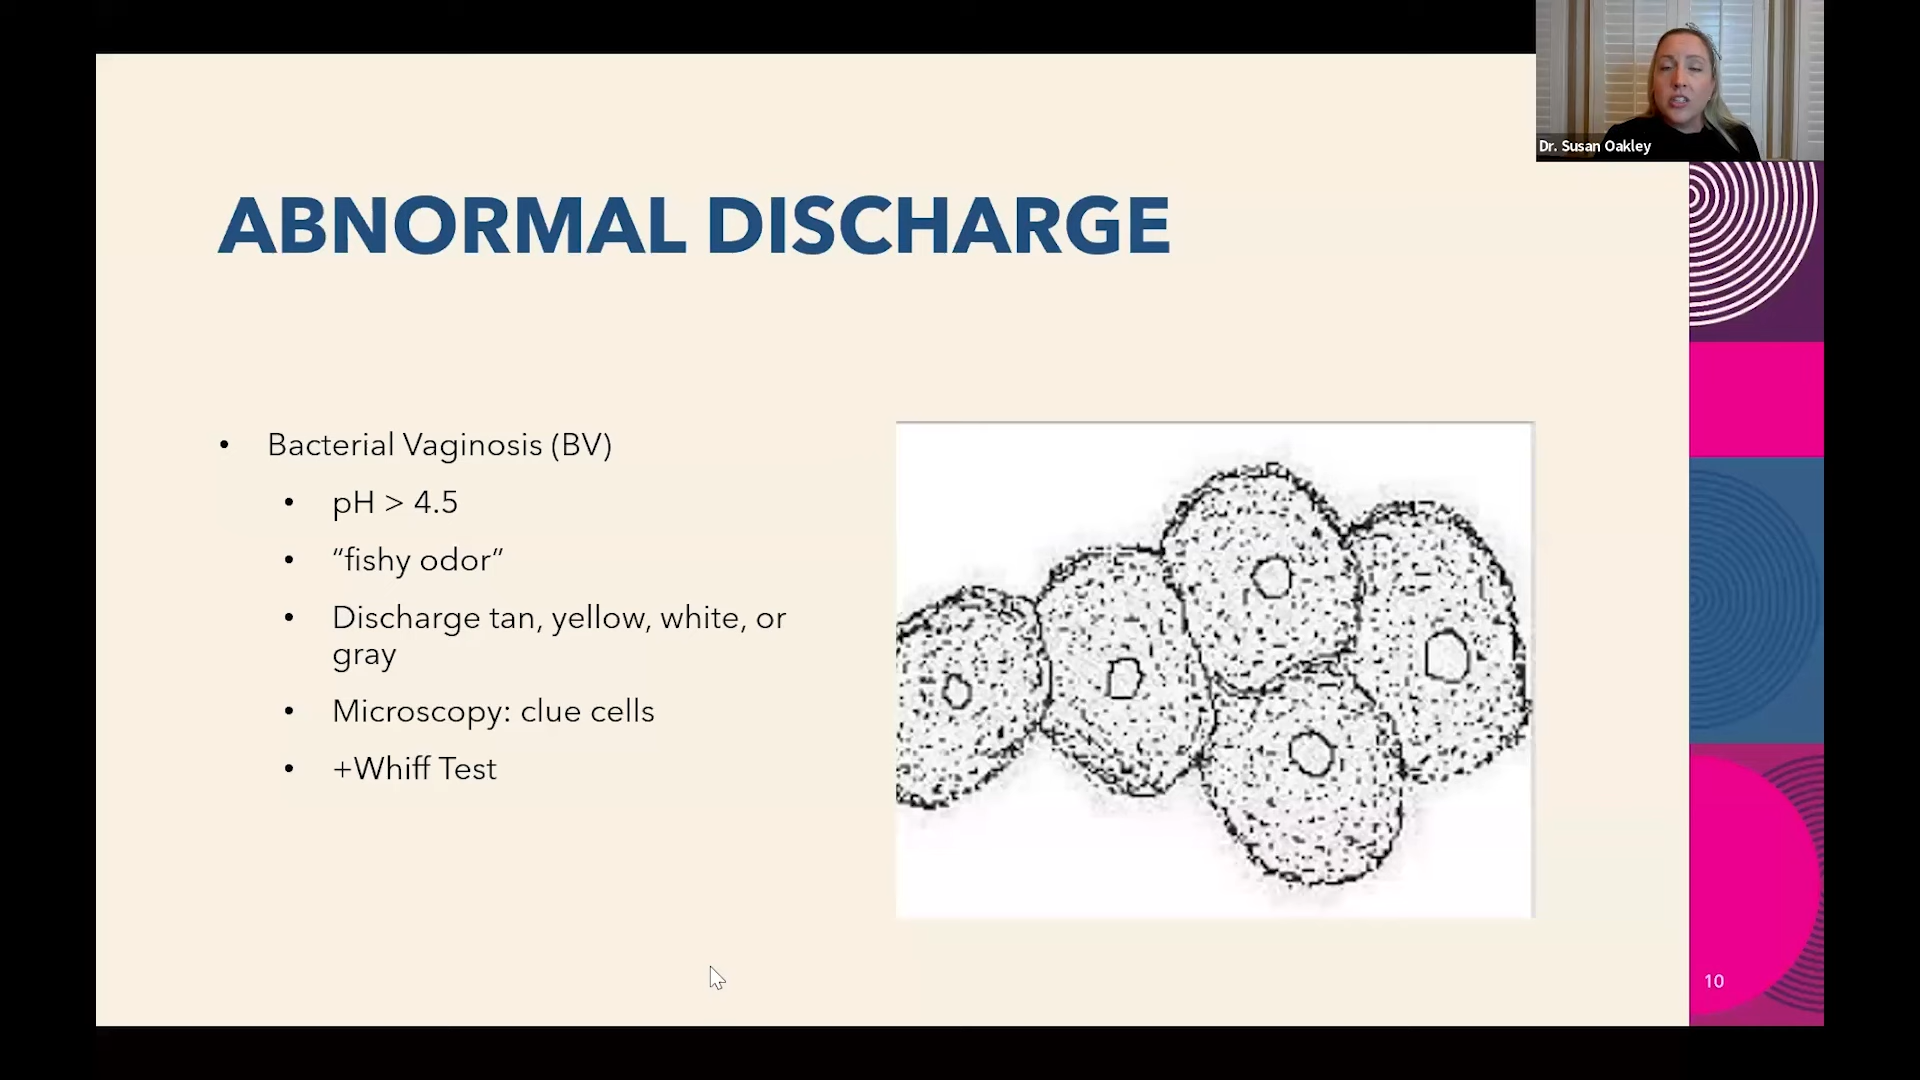 Dr. Susan Oakley
ABNORMAL DISCHARGE
• Bacterial Vaginosis (BV)
• pH > 4.5
• “fishy odor”
• Discharge tan, yellow, white, or
gray
• Microscopy: clue cells
• +Whiff Test
10